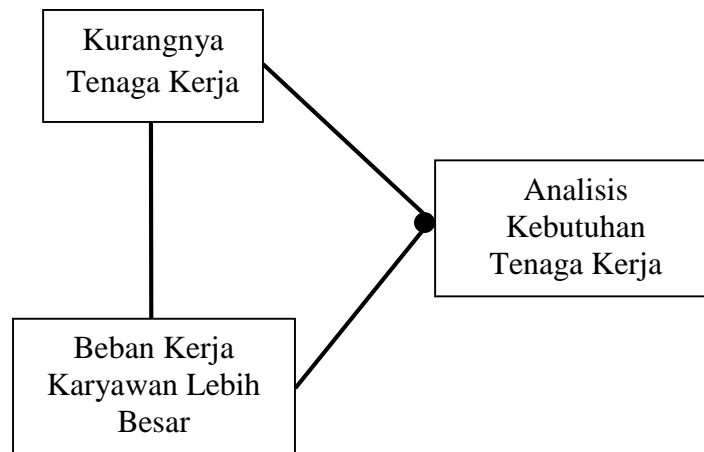 Kurangnya
Tenaga Kerja
Analisis
Kebutuhan
Tenaga Kerja
Beban Kerja
Karyawan Lebih
Besar